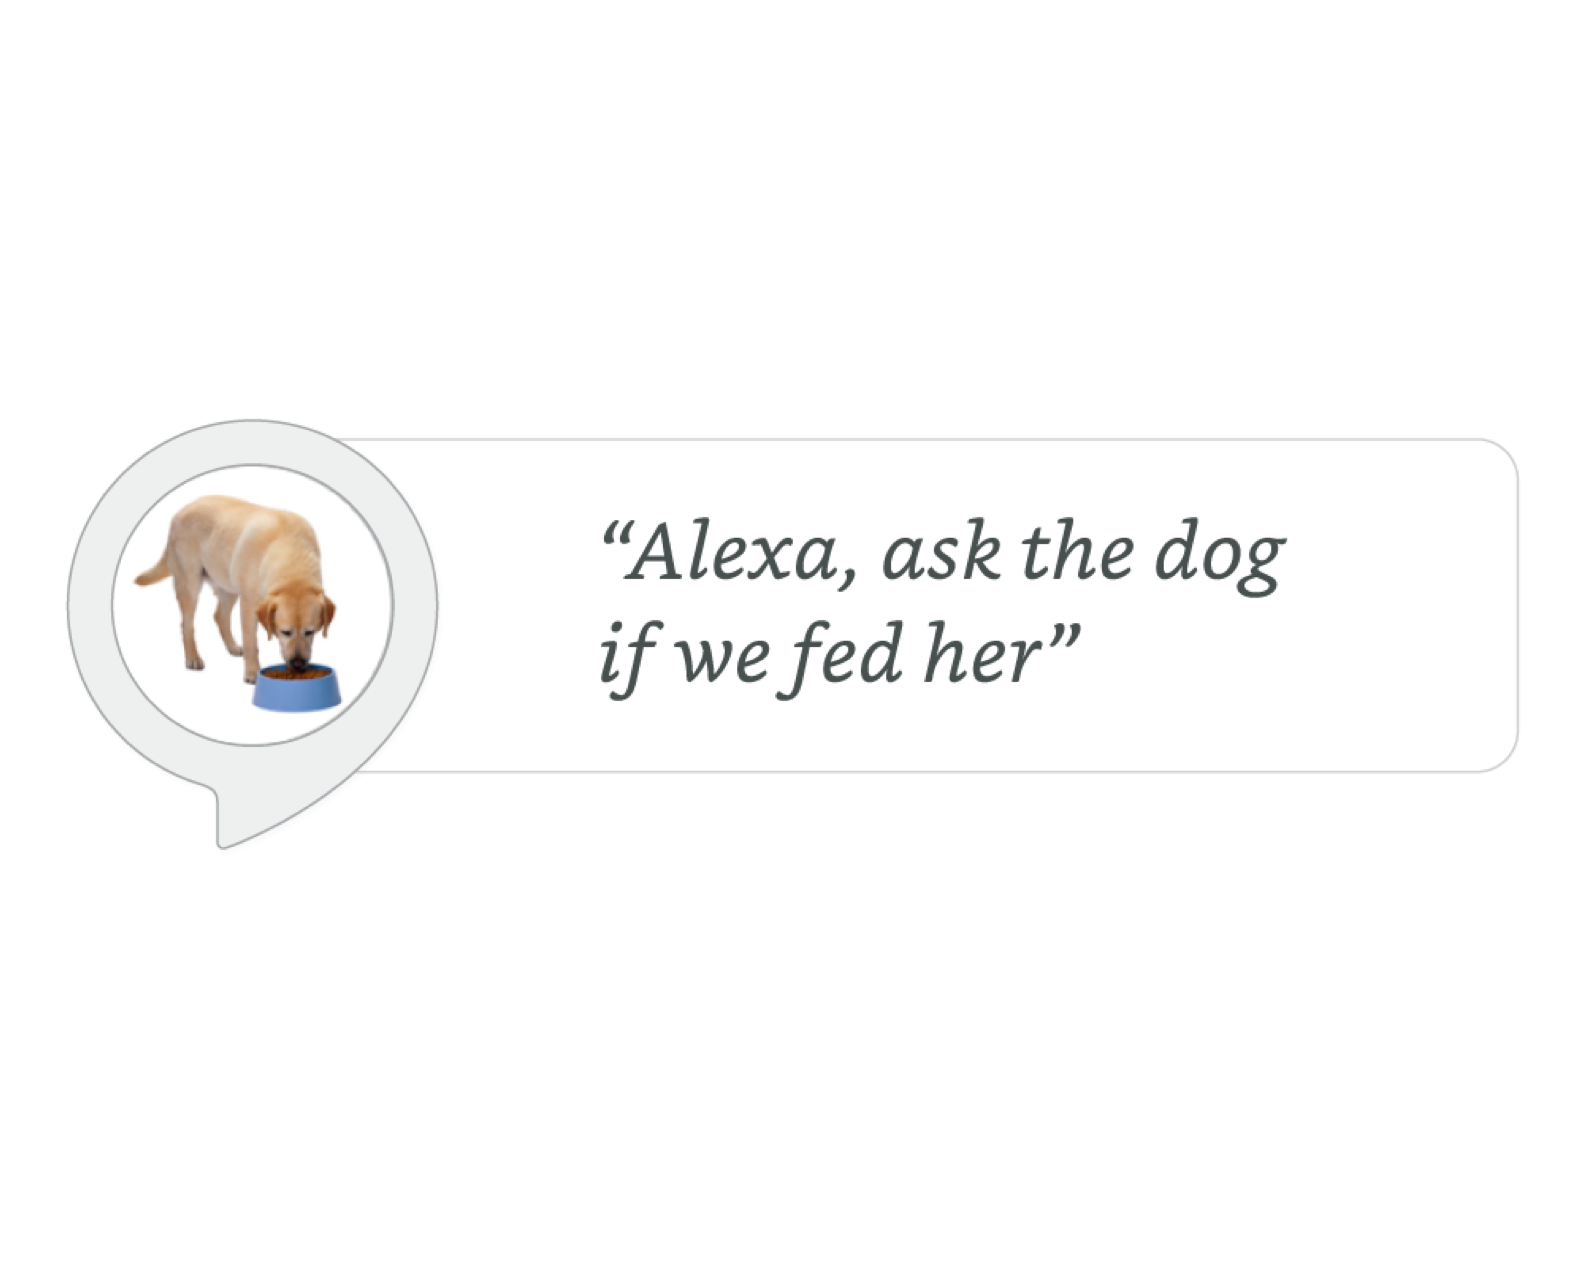 “Alexa, ask the dog
if we fed her”